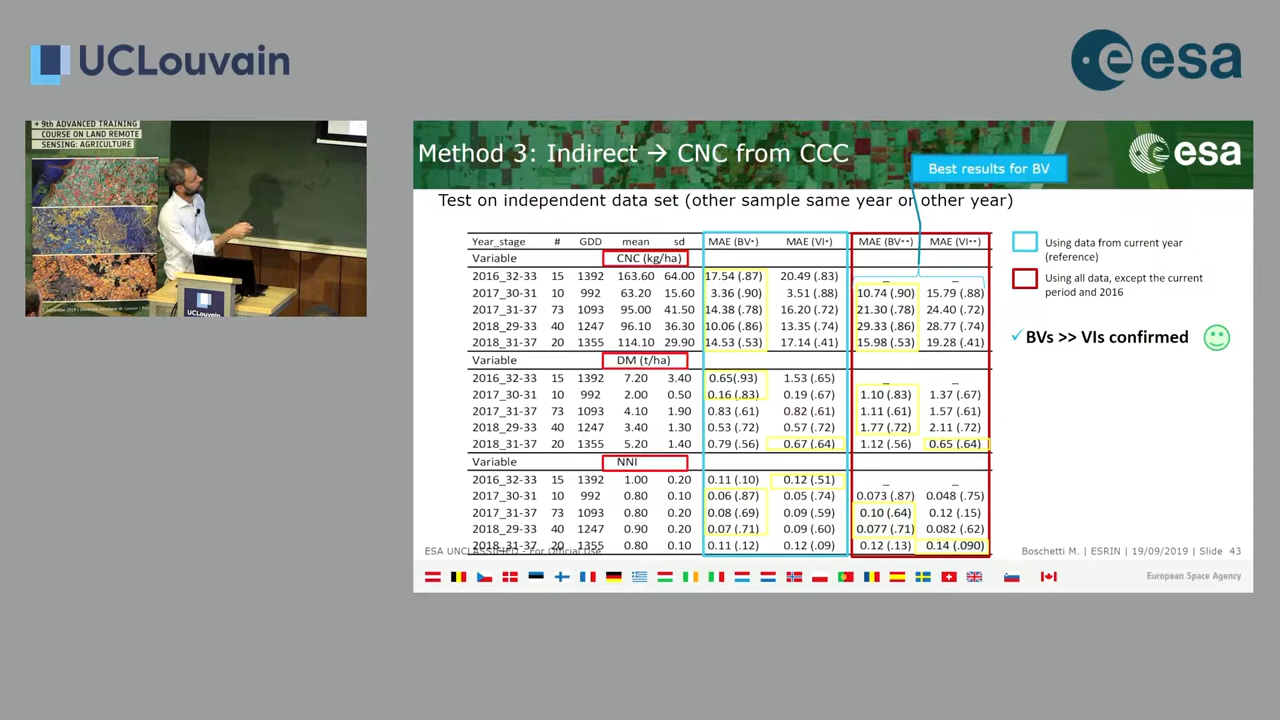 UCLouvain
esa
→ 9th ADVANCED TRAINING
COURSE ON LAND REMOTE
SENSING: AGRICULTURE
UCLouvain
Method 3: Indirect → CNC from CCC
esa
Best results for BV
Test on independent data set (other sample same year or other year)
Year_stage # GDD mean sd MAE (BV*) MAE (VI*) MAE (BV**) MAE (VI**)
Variable CNC (kg/ha)
2016_32-33 15 1392 163.60 64.00 17.54 (.87) 20.49 (.83) _ _
2017_30-31 10 992 63.20 15.60 3.36 (.90) 3.51 (.88) 10.74 (.90) 15.79 (.88)
2017_31-37 73 1093 95.00 41.50 14.38 (.78) 16.20 (.72) 21.30 (.78) 24.40 (.72)
2018_29-33 40 1247 96.10 36.30 10.06 (.86) 13.35 (.74) 29.33 (.86) 28.77 (.74)
2018_31-37 20 1355 114.10 29.90 14.53 (.53) 17.14 (.41) 15.98 (.53) 19.28 (.41)
Variable DM (t/ha)
2016_32-33 15 1392 7.20 3.40 0.65(.93) 1.53 (.65) _ _
2017_30-31 10 992 2.00 0.50 0.16 (.83) 0.19 (.67) 1.10 (.83) 1.37 (.67)
2017_31-37 73 1093 4.10 1.90 0.83 (.61) 0.82 (.61) 1.11 (.61) 1.57 (.61)
2018_29-33 40 1247 3.40 1.30 0.53 (.72) 0.57 (.72) 1.77 (.72) 2.11 (.72)
2018_31-37 20 1355 5.20 1.40 0.79 (.56) 0.67 (.64) 1.12 (.56) 0.65 (.64)
Variable NNI
2016_32-33 15 1392 1.00 0.20 0.11 (.10) 0.12 (.51) _ _
2017_30-31 10 992 0.80 0.10 0.06 (.87) 0.05 (.74) 0.073 (.87) 0.048 (.75)
2017_31-37 73 1093 0.80 0.20 0.08 (.69) 0.09 (.59) 0.10 (.64) 0.12 (.15)
2018_29-33 40 1247 0.90 0.20 0.07 (.71) 0.09 (.60) 0.077 (.71) 0.082 (.62)
2018_31-37 20 1355 0.80 0.10 0.11 (.12) 0.12 (.09) 0.12 (.13) 0.14 (.090)
Using data from current year
(reference)
Using all data, except the current
period and 2016
✓BVs >> VIs confirmed
ESA UNCLASSIFIED - For Official Use
Boschetti M. | ESRIN | 19/09/2019 | Slide 43
European Space Agency